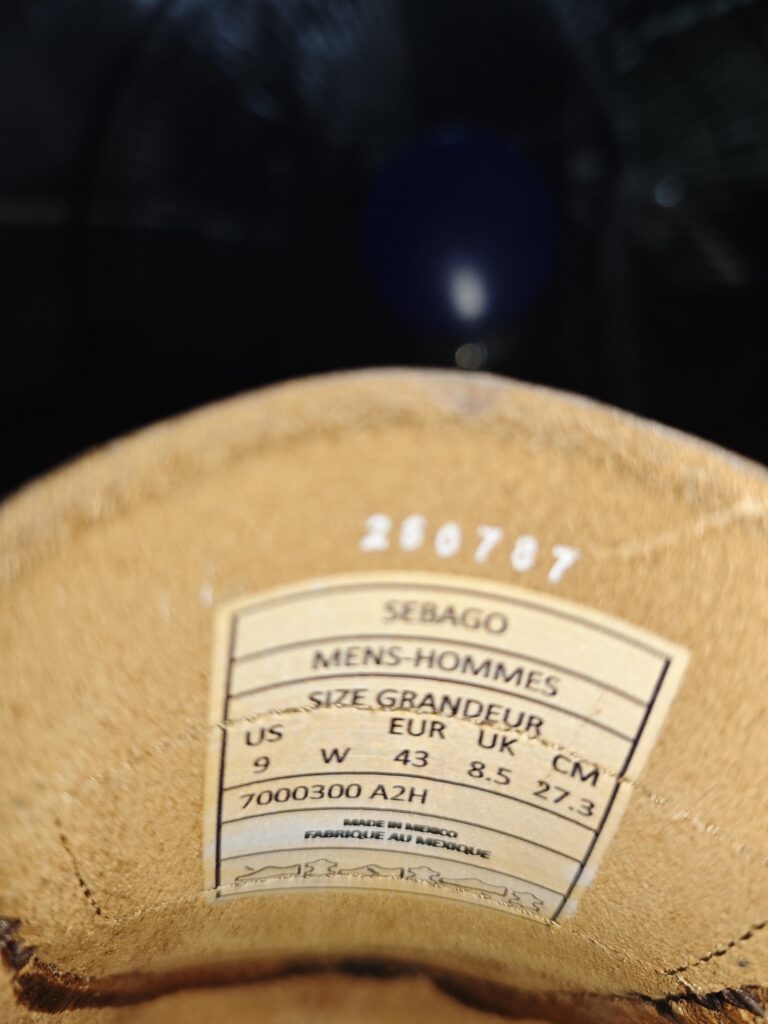 260707
SEBAGO
MENS-HOMMES
SIZE GRANDEUR
US EUR UK CM
9 W 43 8.5 27.3
7000300 A2H
MADE IN MEXICO
FABRIQUE AU MEXIQUE